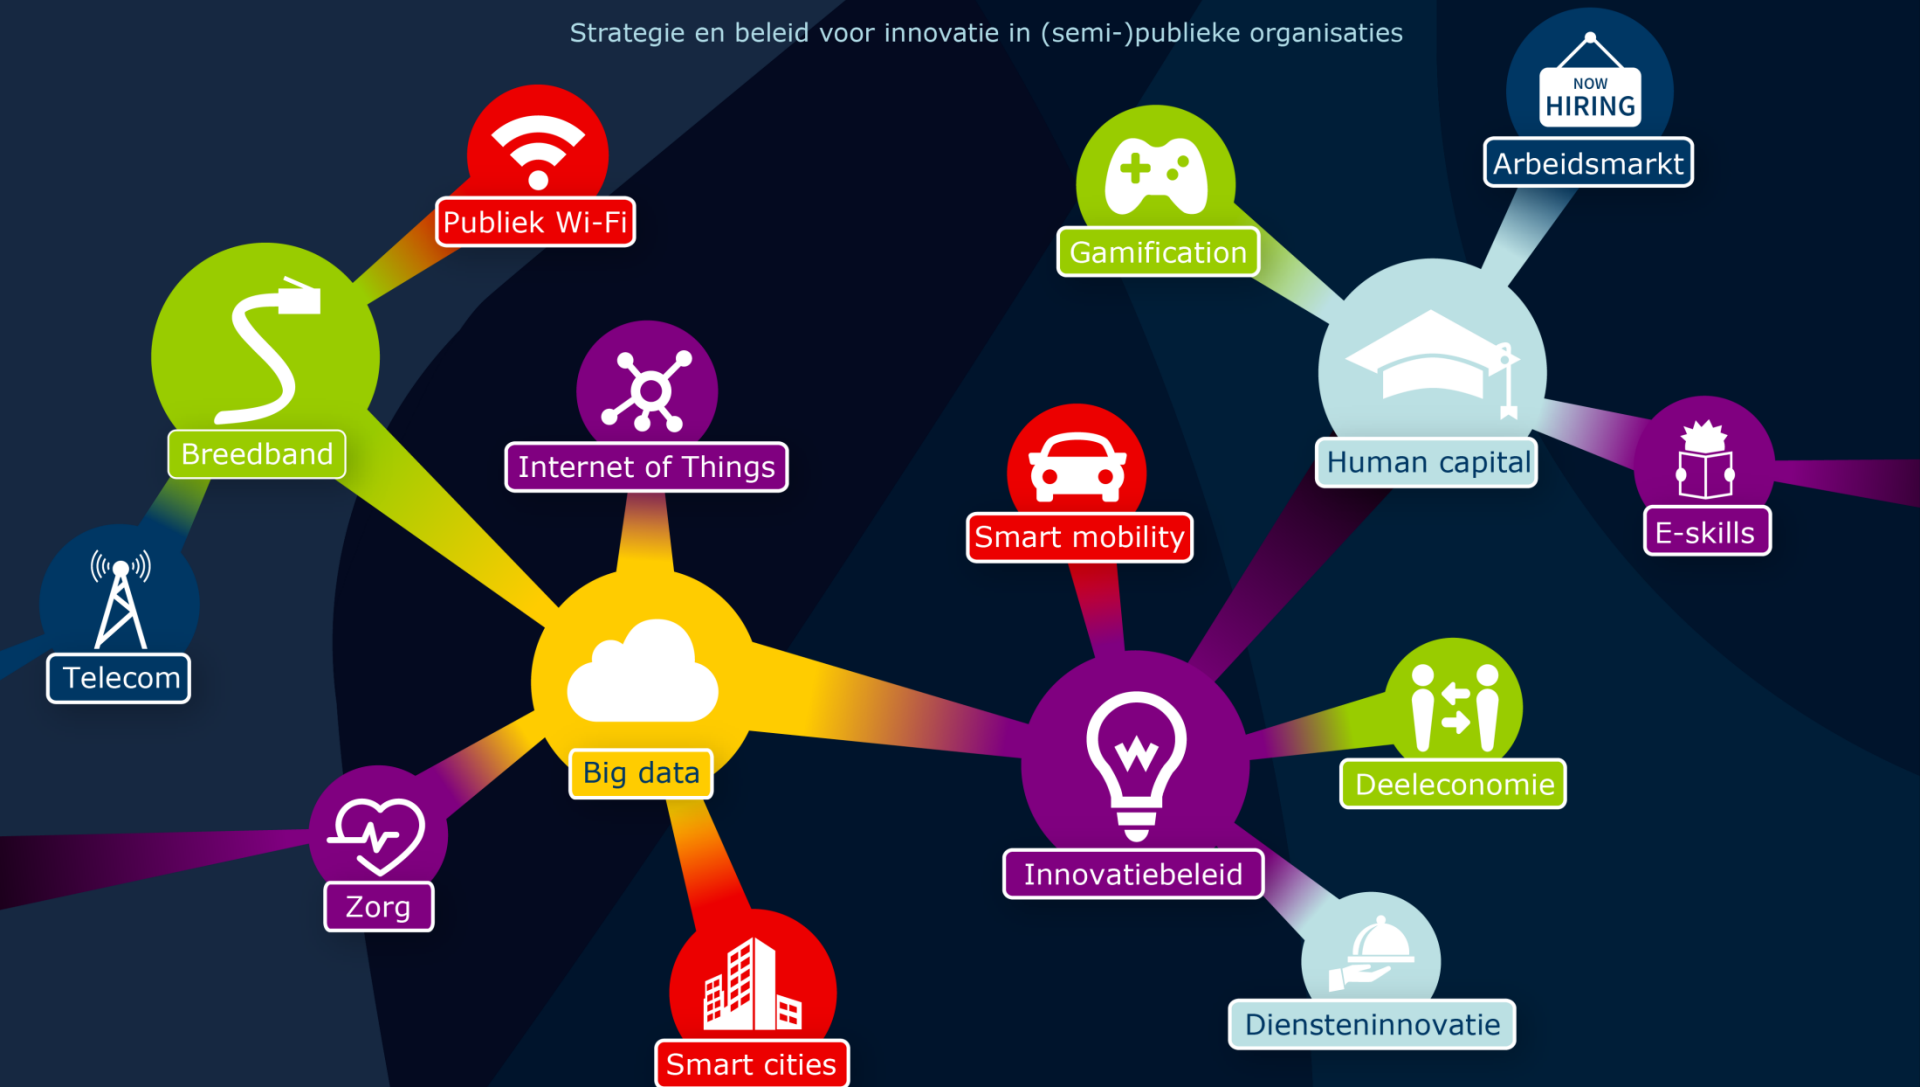 Strategie en beleid voor innovatie in (semi-)publieke organisaties
NOW
HIRING
Arbeidsmarkt
Publiek Wi-Fi
Gamification
Breedband
Internet of Things
Human capital
Smart mobility
E-skills
Telecom
Big data
Deeleconomie
Innovatiebeleid
Zorg
Diensteninnovatie
Smart cities